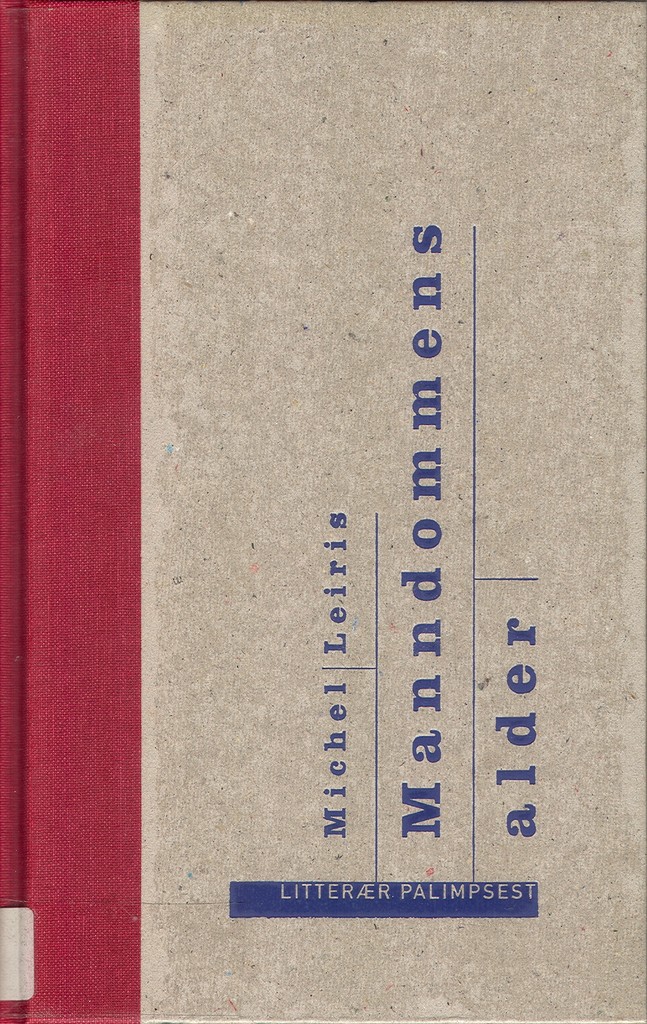 Michel Leiris
Manndommens
alder
LITTERÆR PALIMPSEST